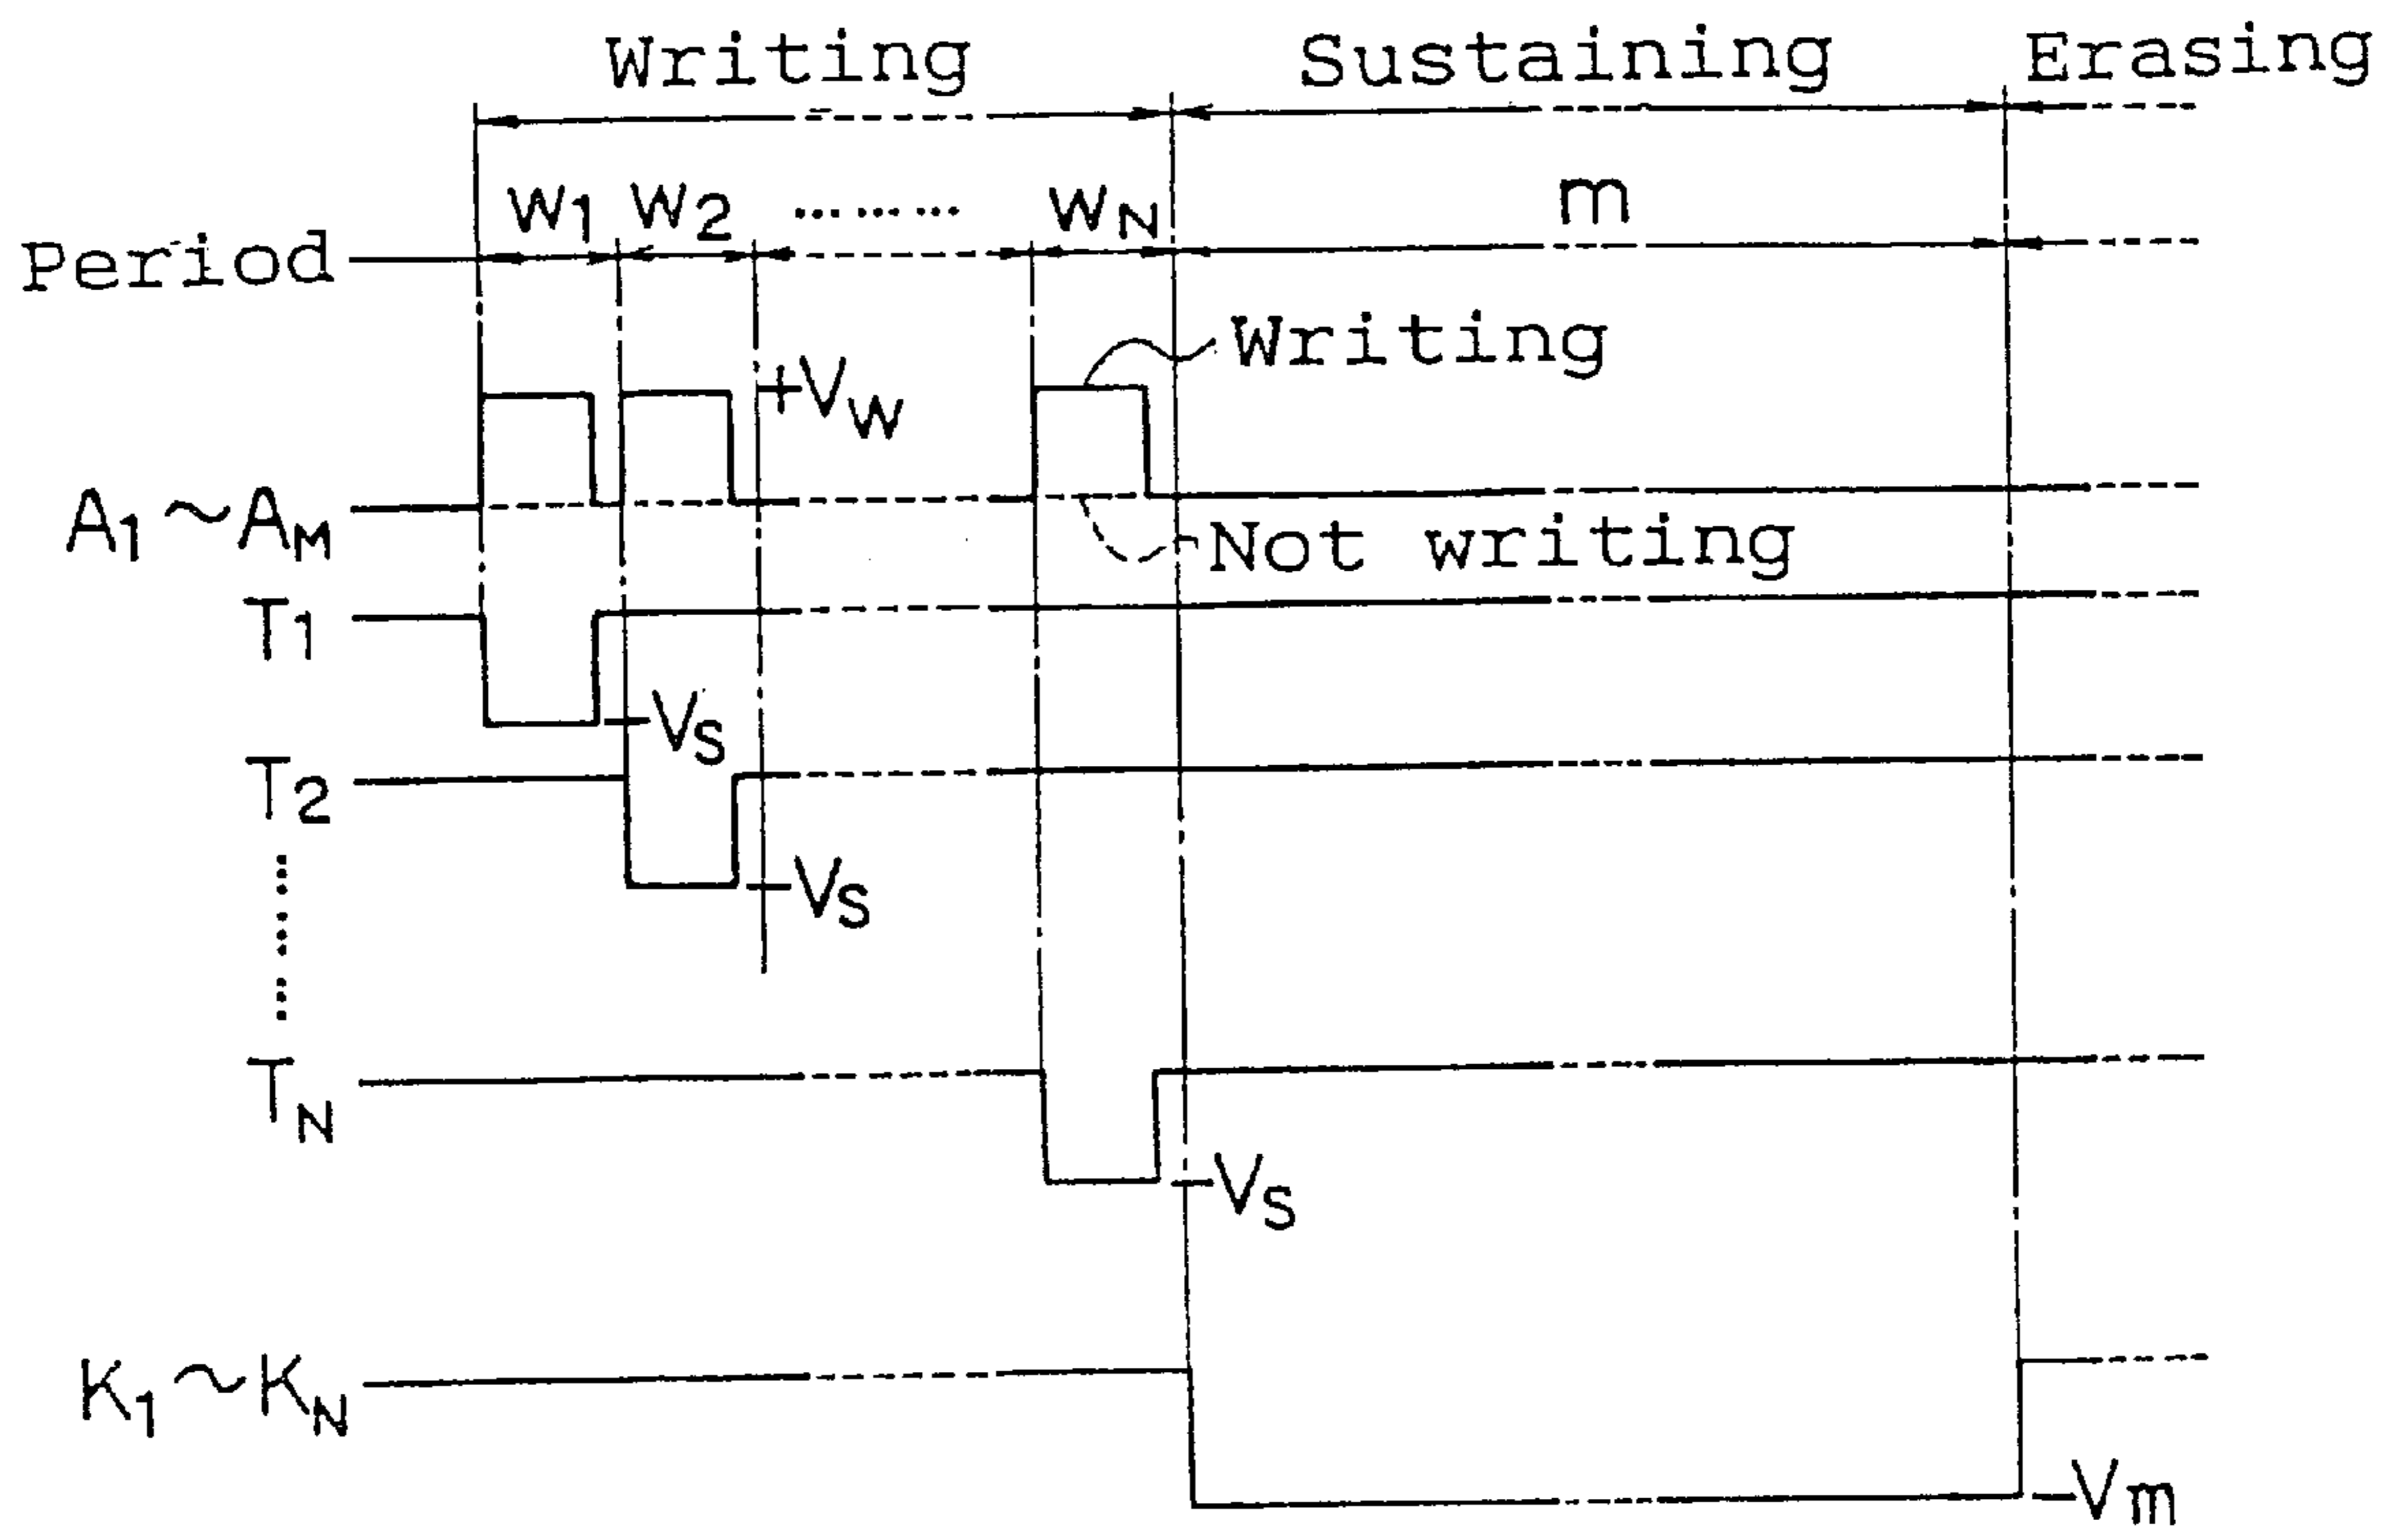 Writing Sustaining Erasing
W1 W2 ········· WN m
Period
Writing
+VW
A1~AM
Not writing
T1
VS
T2
VS
TN
VS
K1~KN
-Vm